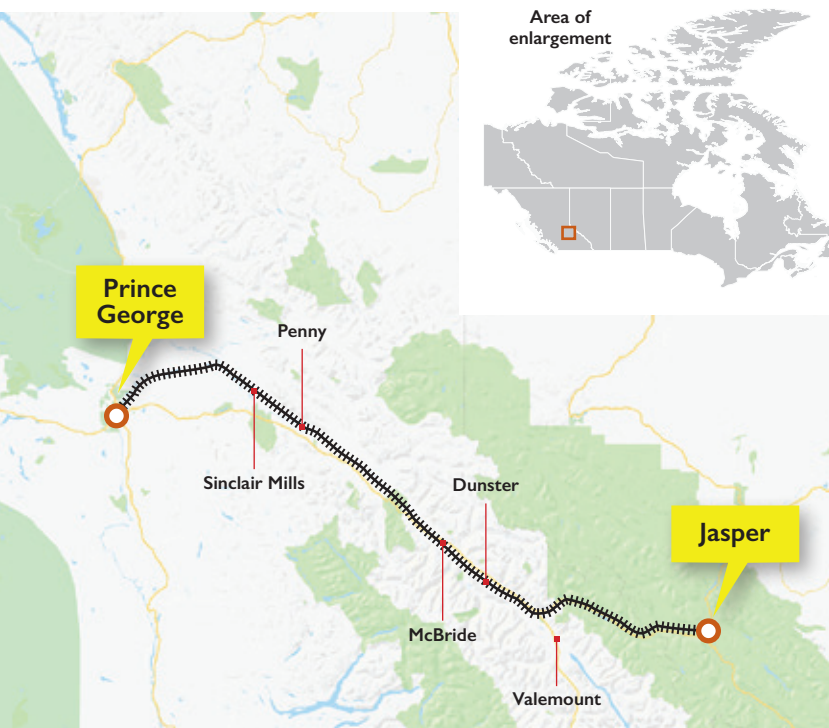 Area of
enlargement
Prince
George
Penny
Sinclair Mills
Dunster
Jasper
McBride
Valemount